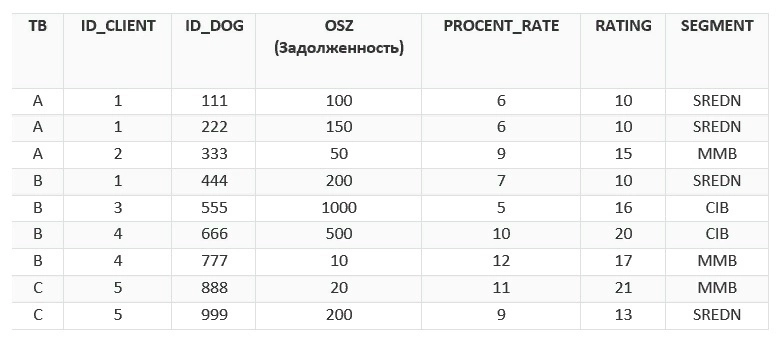 TB ID_CLIENT ID_DOG OSZ PROCENT_RATE RATING SEGMENT
(Задолженность)
A 1 111 100 6 10 SREDN
A 1 222 150 6 10 SREDN
A 2 333 50 9 15 MMB
B 1 444 200 7 10 SREDN
B 3 555 1000 5 16 CIB
B 4 666 500 10 20 CIB
B 4 777 10 12 17 MMB
C 5 888 20 11 21 MMB
C 5 999 200 9 13 SREDN